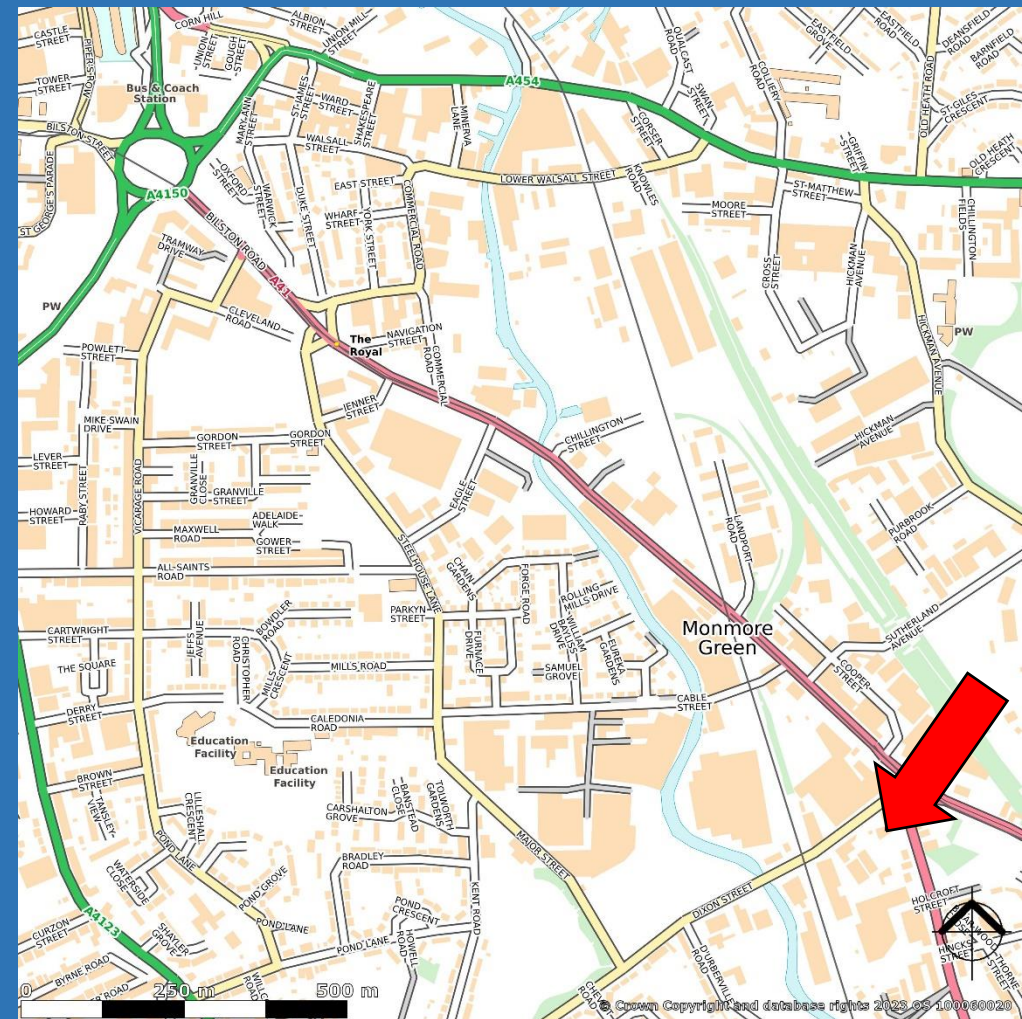 CORN HILL
ALBION
STREET
UNION MILL
STREET
CASTLE
STREET
PIPER'S ROW
UNION
STREET
GOUGH
STREET
QUALCAST
ROAD
EASTFIELD
GROVE
EASTFIELD
ROAD
DEANSFIELD
ROAD
BARNFIELD
ROAD
TOWER
STREET
Bus & Coach
Station
ST JAMES
STREET
WARD
STREET
SHAKESPEARE
STREET
A454
MINERVA
LANE
SWAN
STREET
COLLIERY
ROAD
OLD HEATH ROAD
ST-GILES
CRESCENT
BILSTON-STREET
MARY ANN
STREET
WALSALL
STREET
CORSER
STREET
GRIFFIN
STREET
OLD HEATH
CRESCENT
ST GEORGE'S PARADE
A4150
OXFORD
STREET
WARWICK
STREET
DUKE STREET
EAST STREET
LOWER WALSALL STREET
KNOWLES
ROAD
ST-MATTHEW
STREET
COMMERCIAL ROAD
WHARF
STREET
YORK STREET
MOORE
STREET
CHILLINGTON
FIELDS
BILSTON ROAD
TRAMWAY
DRIVE
A41
CROSS
STREET
HICKMAN
AVENUE
PW
CLEVELAND
ROAD
The
Royal
NAVIGATION
STREET
COMMERCIAL
ROAD
HICKMAN AVENUE
PW
POWLETT
STREET
JENNER
STREET
MIKE-SWAIN
DRIVE
GORDON
STREET
GORDON
STREET
CHILLINGTON
STREET
HICKMAN
AVENUE
LEVER
STREET
RABY STREET
VICARAGE ROAD
GRANVILLE
CLOSE
GRANVILLE
STREET
EAGLE
STREET
HOWARD
STREET
ADELAIDE
WALK
MAXWELL
ROAD
GOWER
STREET
LANDPORT
ROAD
PURBROOK
ROAD
STEELHOUSE LANE
ALL-SAINTS
ROAD
CHAIN
GARDENS
FORGE ROAD
ROLLING
MILLS-DRIVE
PARKYN
STREET
WILLIAM
BAYLISS
DRIVE
BOWDLER
ROAD
CARTWRIGHT
STREET
JEFFS
AVENUE
CHRISTOPHER
ROAD
FURNACE
DRIVE
EUREKA
GARDENS
Monmore
Green
SUTHERLAND
AVENUE
THE SQUARE
MILLS ROAD
MILLS
CRESCENT
SAMUEL
GROVE
COOPER
STREET
CABLE
STREET
DERRY
STREET
CALEDONIA
ROAD
Education
Facility
Education
Facility
BROWN
STREET
TANSLEY
VIEW
LILLESHALL
CRESCENT
CARSHALTON
GROVE
BANSTEAD
CLOSE
TOLWORTH
GARDENS
POND LANE
MAJOR STREET
BRADLEY
ROAD
WATERSIDE
CLOSE
POND GROVE
KENT ROAD
DIXON STREET
HOLCROFT
STREET
POND
CRESCENT
A4123
POND LANE
CURZON
STREET
SHAYLER
GROVE
POND LANE
HOWELL
ROAD
HINCKS
STREET
THORNE
BYRNE ROAD
D'URBERVILLE
ROAD
0 250 m 500 m
© Crown Copyright and database rights 2023 OS 100060020